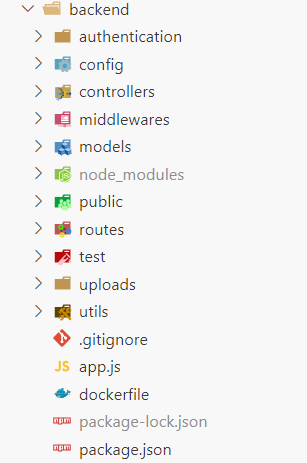 backend
authentication
config
controllers
middlewares
models
node_modules
public
routes
test
uploads
utils
.gitignore
JS app.js
dockerfile
package-lock.json
package.json